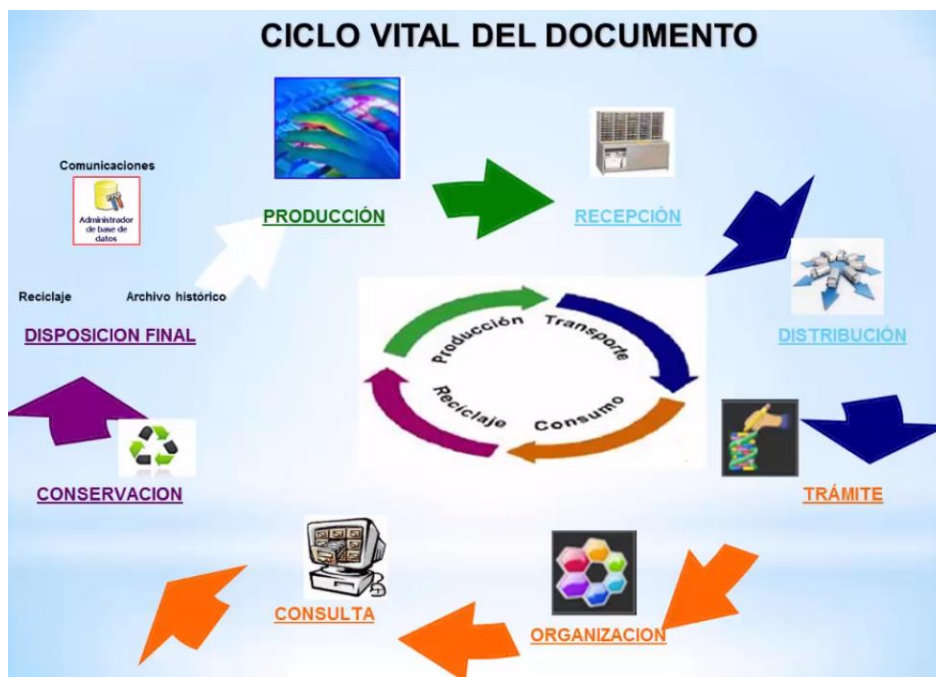 CICLO VITAL DEL DOCUMENTO
Comunicaciones
Administrador
de base de
datos
PRODUCCIÓN
RECEPCIÓN
Reciclaje
Archivo histórico
DISPOSICION FINAL
DISTRIBUCIÓN
Producción
Transporte
Reciclaje
Consumo
CONSERVACION
TRÁMITE
CONSULTA
ORGANIZACION